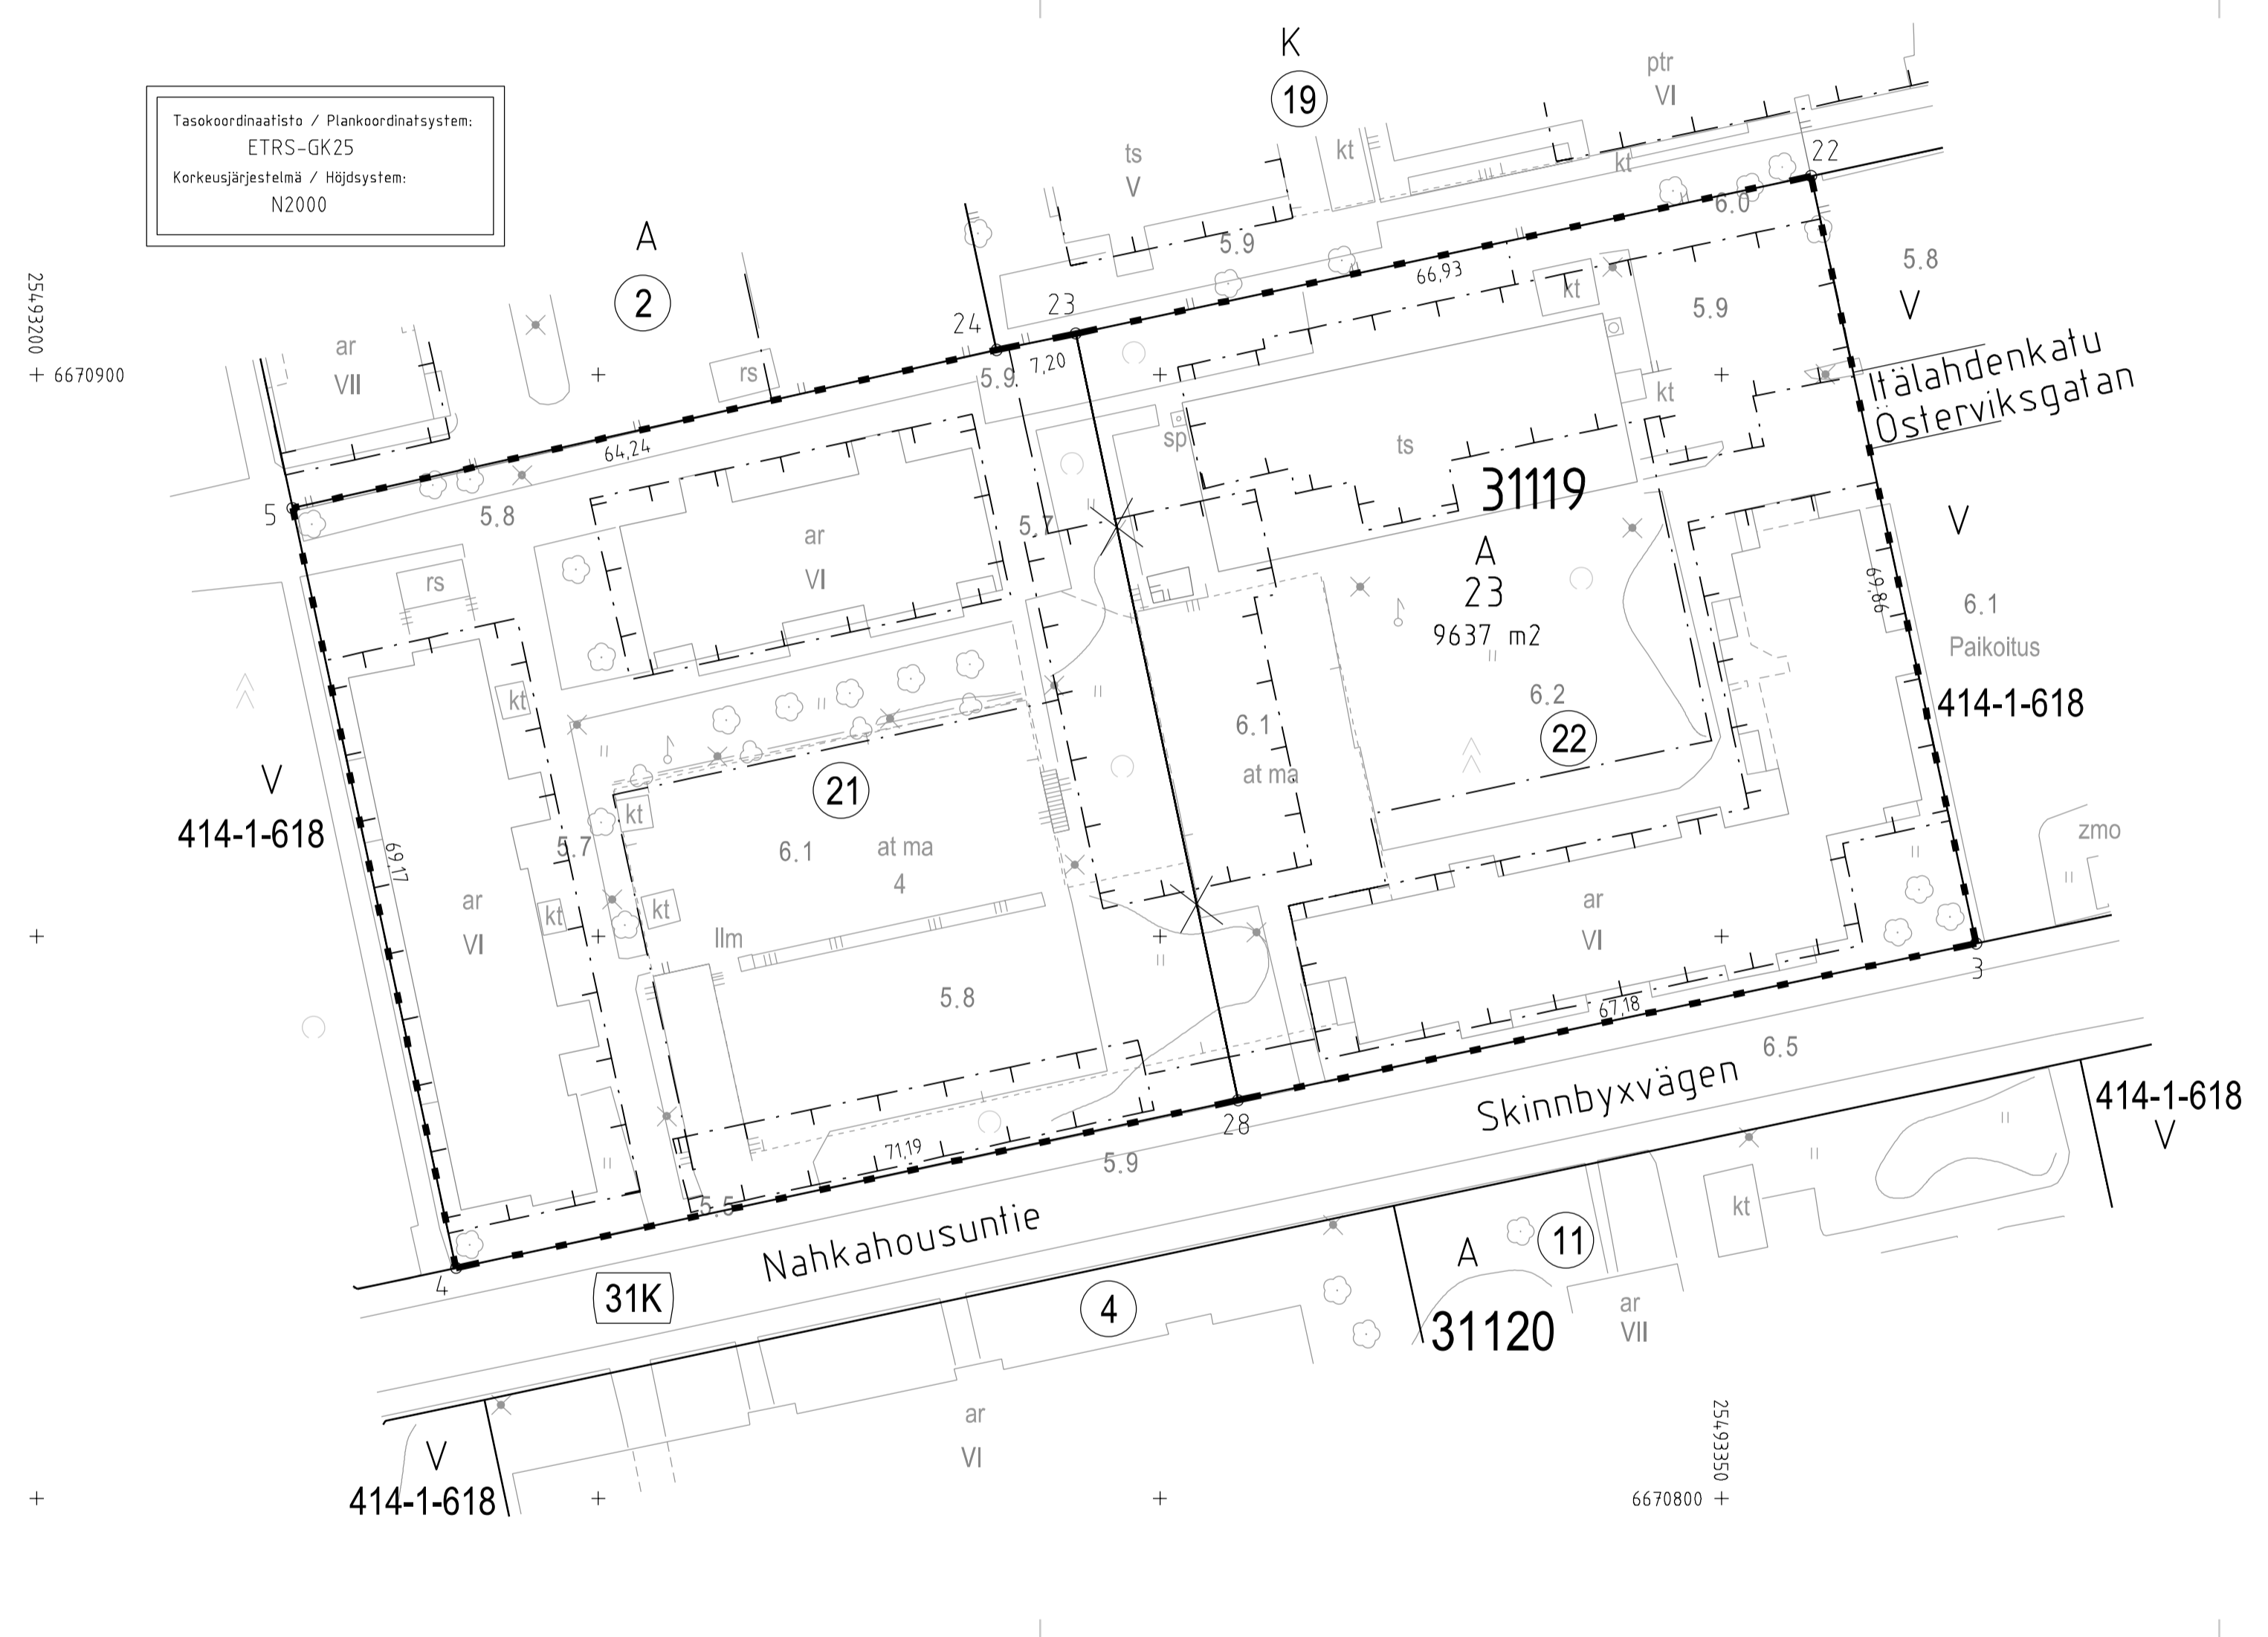 Tasokoordinaatisto / Plankoordinatsystem:
ETRS-GK25
Korkeusjärjestelmä / Höjdsystem:
N2000
K
19
ptr
VI
ts
V
kt
kt
22
A
2
5.9
6.0
5.8
V
66,93
23
24
7,20
5.9
kt
5.9
25493200
6670900
ar
VII
rs
64,24
Itälahdenkatu
Österviksgatan
kt
sp
ts
31119
5
5.8
5.7
V
ar
VI
A
23
9637 m2
69,86
6.1
Paikoitus
rs
414-1-618
kt
6.2
22
6.1
at ma
V
414-1-618
21
kt
5.7
6.1
at ma
4
69,17
zmo
ar
VI
kt
kt
llm
ar
VI
5.8
3
67,18
6.5
Skinnbyxvägen
28
71,19
5.9
414-1-618
V
5.5
Nahkahousuntie
4
31K
4
A
11
kt
31120
ar
VII
ar
VI
V
414-1-618
25493350
6670800